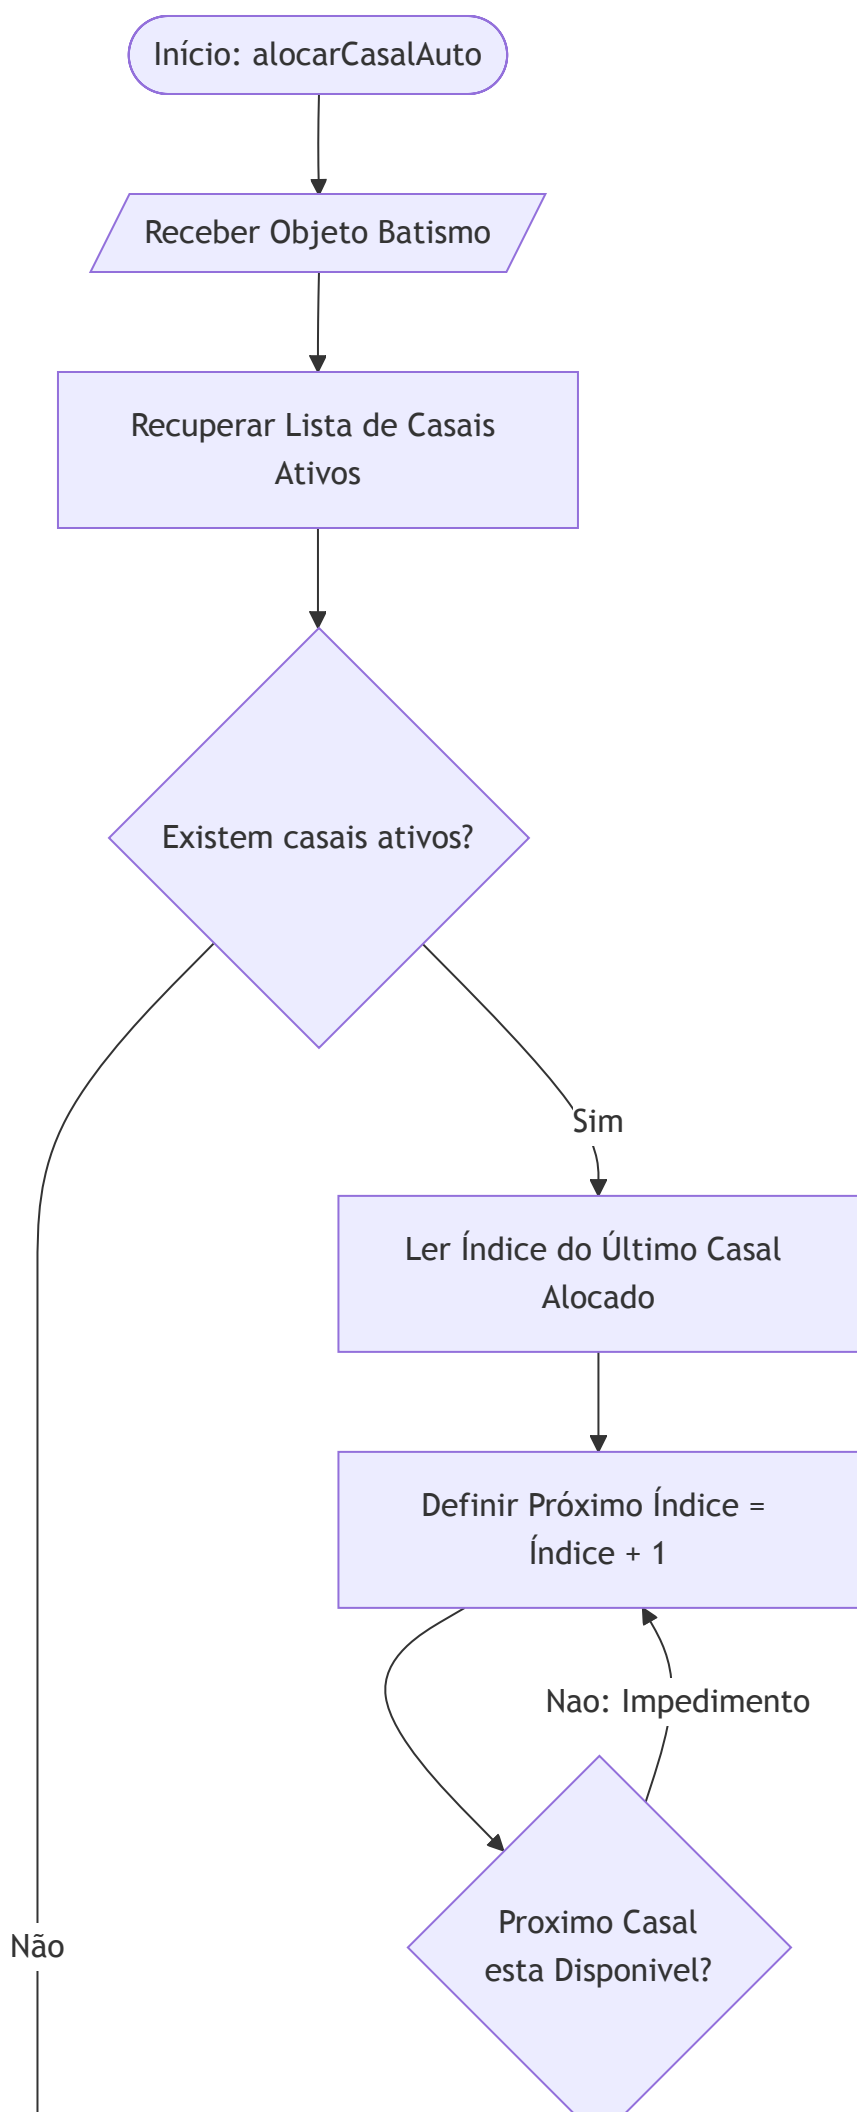 Início: alocarCasalAuto
Receber Objeto Batismo
Recuperar Lista de Casais
Ativos
Existem casais ativos?
Sim
Ler Índice do Último Casal
Alocado
Definir Próximo Índice =
Índice + 1
Nao: Impedimento
Proximo Casal
esta Disponivel?
Não